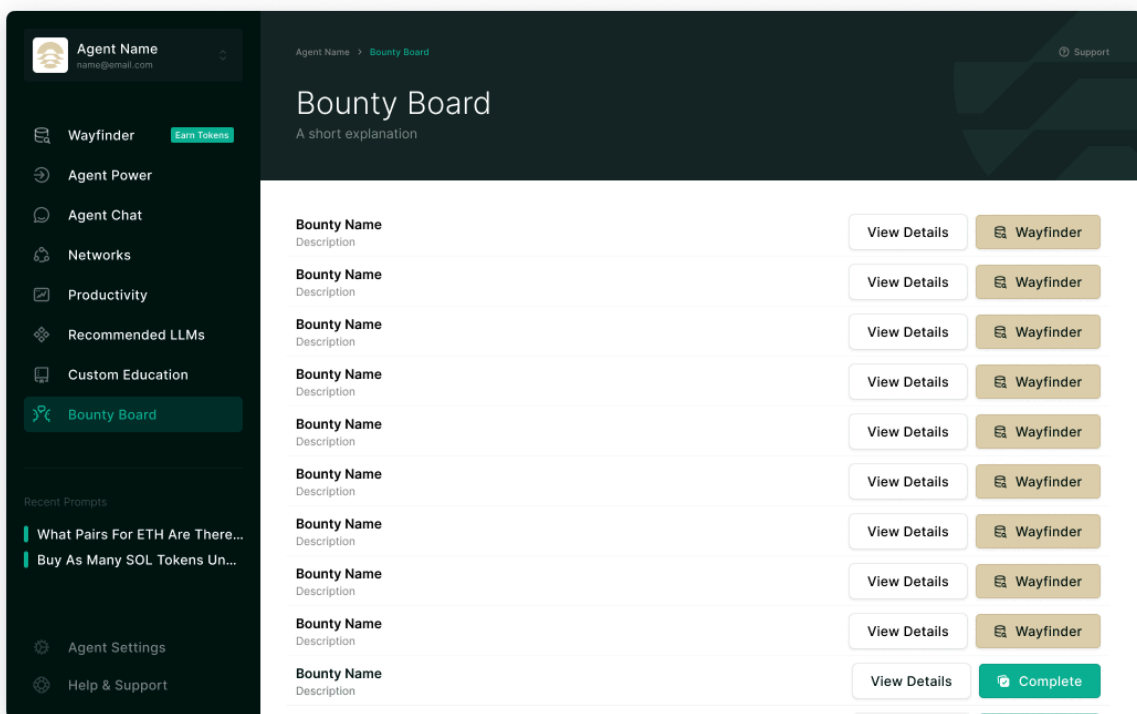 Agent Name
name@email.com
Wayfinder
Earn Tokens
Agent Power
Agent Chat
Networks
Productivity
Recommended LLMs
Custom Education
Bounty Board
Recent Prompts
What Pairs For ETH Are There...
Buy As Many SOL Tokens Un...
Agent Settings
Help & Support
Agent Name > Bounty Board
Support
Bounty Board
A short explanation
Bounty Name
Description
View Details
Wayfinder
Bounty Name
Description
View Details
Wayfinder
Bounty Name
Description
View Details
Wayfinder
Bounty Name
Description
View Details
Wayfinder
Bounty Name
Description
View Details
Wayfinder
Bounty Name
Description
View Details
Wayfinder
Bounty Name
Description
View Details
Wayfinder
Bounty Name
Description
View Details
Wayfinder
Bounty Name
Description
View Details
Wayfinder
Bounty Name
Description
View Details
Complete